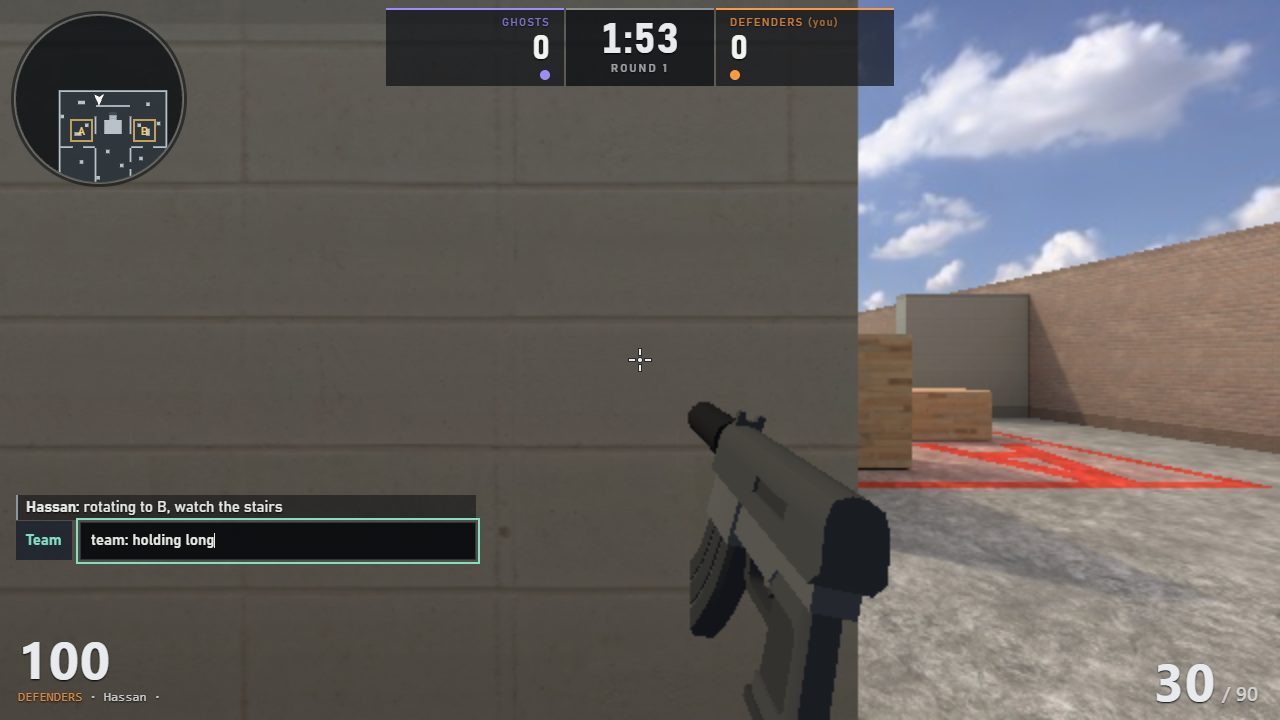 GHOSTS
0
1:53
ROUND 1
DEFENDERS (you)
0
A
B
A
Hassan: rotating to B, watch the stairs
Team
team: holding long
100
DEFENDERS · Hassan ·
30 / 90